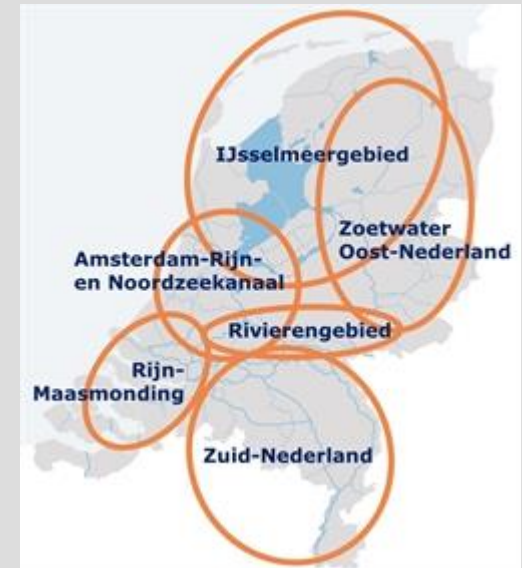 IJsselmeergebied
Zoetwater
Oost-Nederland
Amsterdam-Rijn-
en Noordzeekanaal
Rivierengebied
Rijn-
Maasmonding
Zuid-Nederland